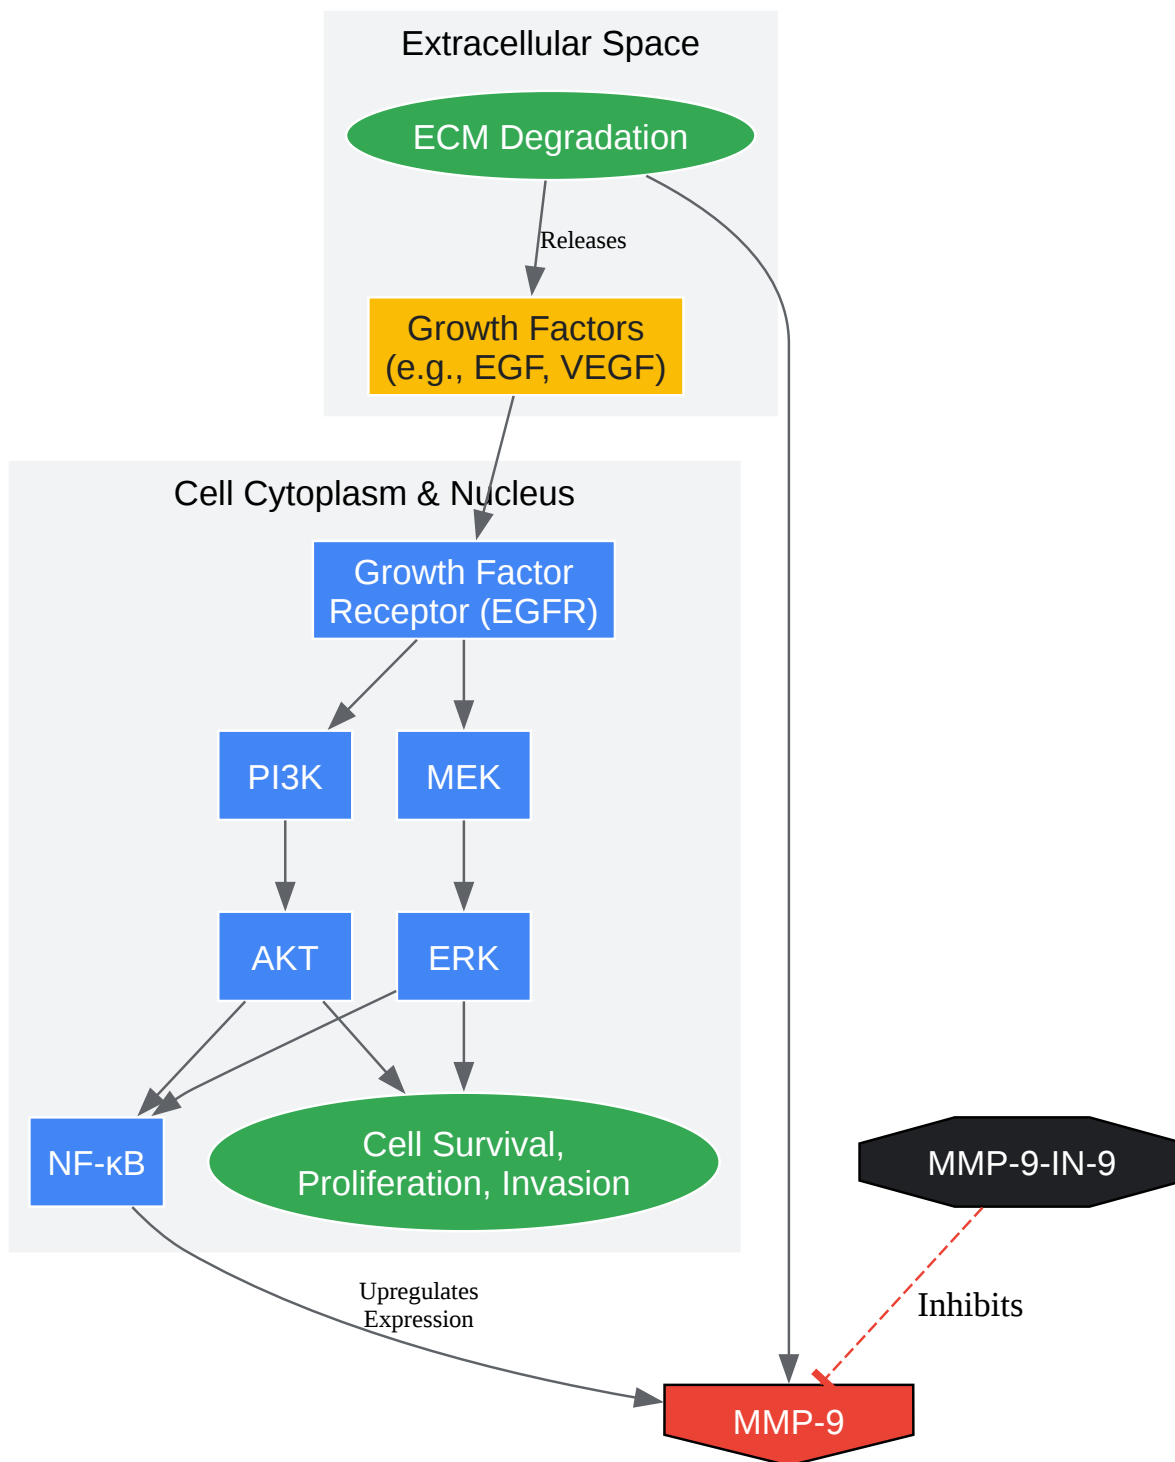 Extracellular Space
ECM Degradation
Releases
Growth Factors
(e.g., EGF, VEGF)
Cell Cytoplasm & Nucleus
Growth Factor
Receptor (EGFR)
PI3K
MEK
AKT
ERK
NF-κB
Cell Survival,
Proliferation, Invasion
MMP-9-IN-9
Upregulates
Expression
Inhibits
MMP-9